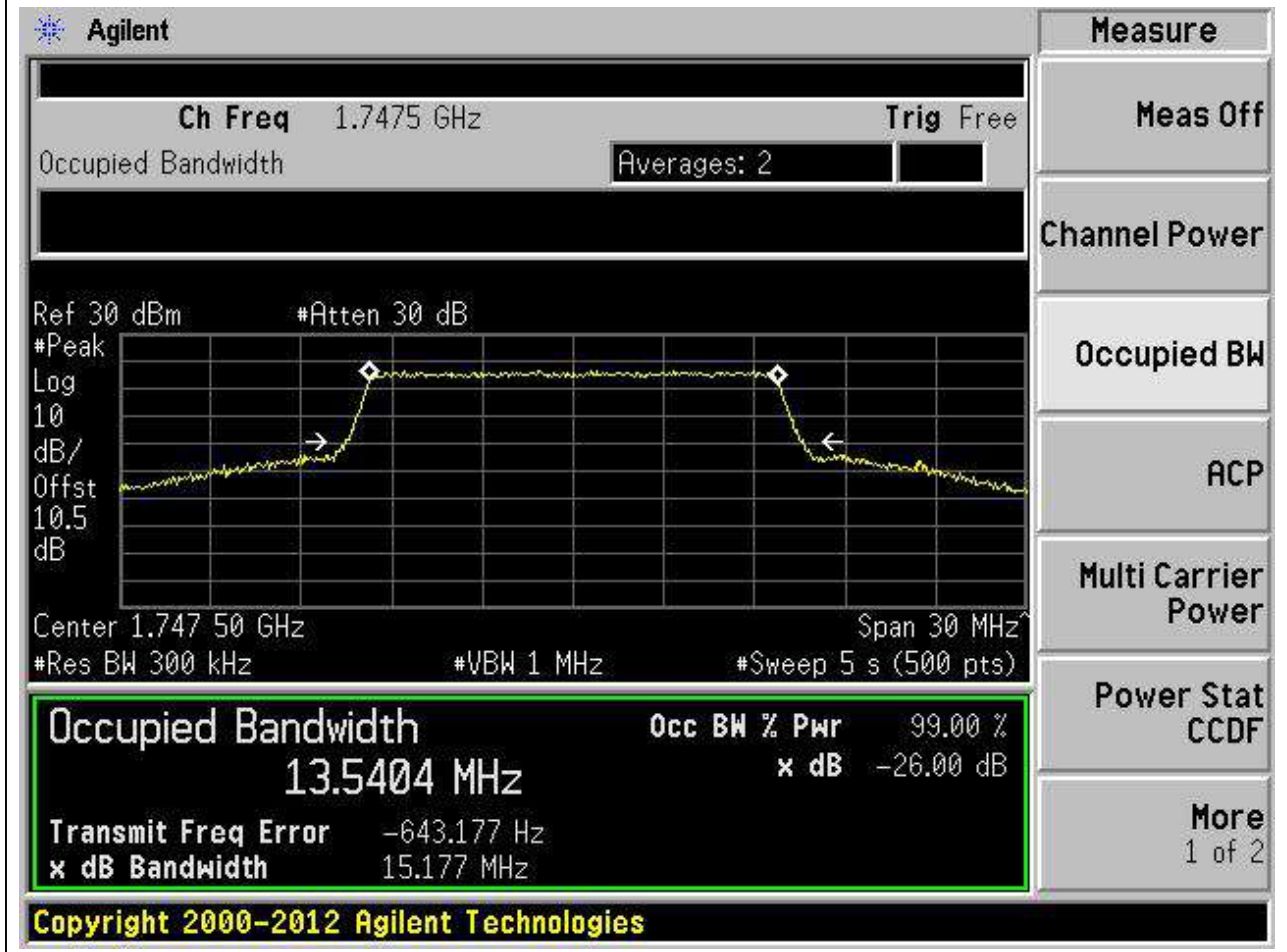 Agilent
Ch Freq 1.7475 GHz Trig Free
Occupied Bandwidth Averages: 2
Ref 30 dBm #Atten 30 dB
#Peak
Log
10
dB/
Offst
10.5
dB
Center 1.747 50 GHz Span 30 MHz^
#Res BW 300 kHz #VBW 1 MHz #Sweep 5 s (500 pts)
Occupied Bandwidth Occ BW % Pwr 99.00 %
13.5404 MHz x dB -26.00 dB
Transmit Freq Error -643.177 Hz
x dB Bandwidth 15.177 MHz
Copyright 2000-2012 Agilent Technologies
Measure
Meas Off
Channel Power
Occupied BW
ACP
Multi Carrier
Power
Power Stat
CCDF
More
1 of 2